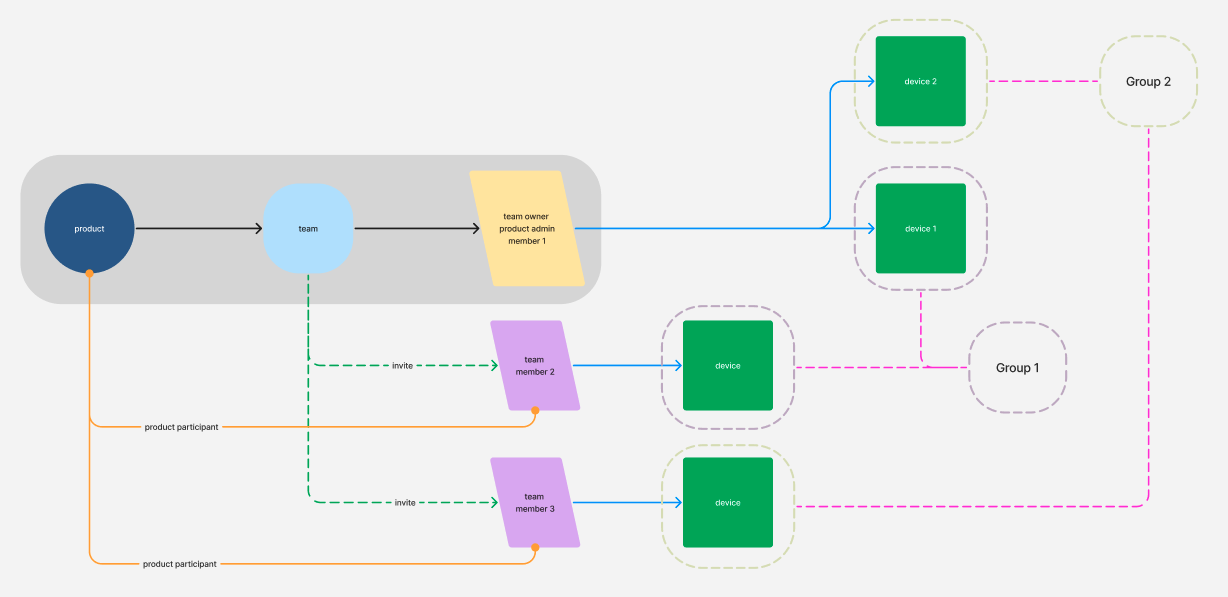 device 2
Group 2
product
team
team owner
product admin
member 1
device 1
team
member 2
invite
device
Group 1
product participant
team
member 3
invite
device
product participant